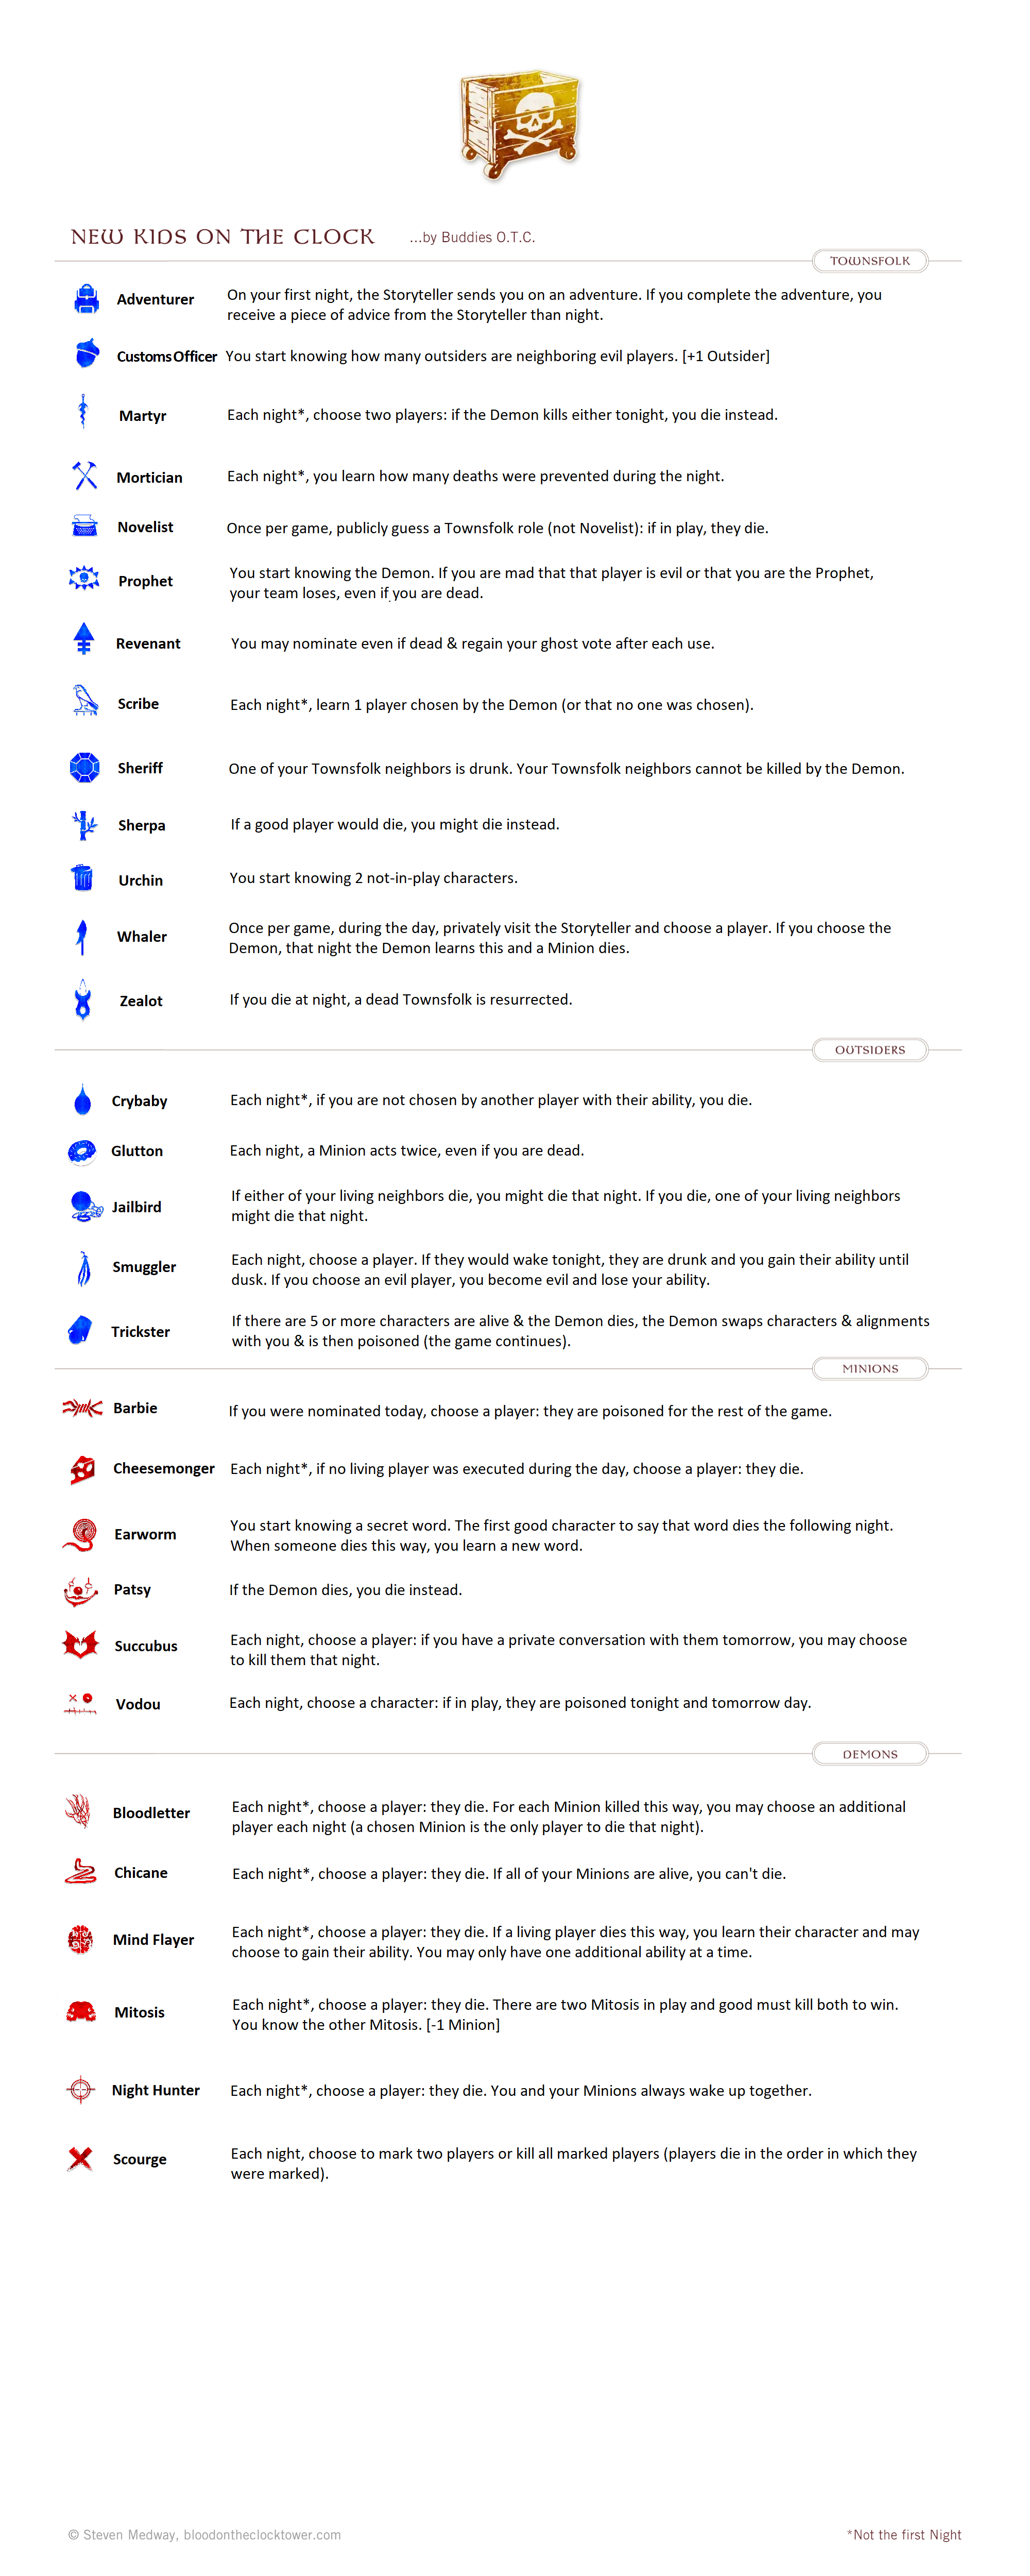 NEW KIDS ON THE CLOCK ...by Buddies O.T.C.
TOWNSFOLK
Adventurer On your first night, the Storyteller sends you on an adventure. If you complete the adventure, you
receive a piece of advice from the Storyteller than night.
Customs Officer You start knowing how many outsiders are neighboring evil players. [+1 Outsider]
Martyr Each night*, choose two players: if the Demon kills either tonight, you die instead.
Mortician Each night*, you learn how many deaths were prevented during the night.
Novelist Once per game, publicly guess a Townsfolk role (not Novelist): if in play, they die.
Prophet You start knowing the Demon. If you are mad that that player is evil or that you are the Prophet,
your team loses, even if you are dead.
Revenant You may nominate even if dead & regain your ghost vote after each use.
Scribe Each night*, learn 1 player chosen by the Demon (or that no one was chosen).
Sheriff One of your Townsfolk neighbors is drunk. Your Townsfolk neighbors cannot be killed by the Demon.
Sherpa If a good player would die, you might die instead.
Urchin You start knowing 2 not-in-play characters.
Whaler Once per game, during the day, privately visit the Storyteller and choose a player. If you choose the
Demon, that night the Demon learns this and a Minion dies.
Zealot If you die at night, a dead Townsfolk is resurrected.
OUTSIDERS
Crybaby Each night*, if you are not chosen by another player with their ability, you die.
Glutton Each night, a Minion acts twice, even if you are dead.
Jailbird If either of your living neighbors die, you might die that night. If you die, one of your living neighbors
might die that night.
Smuggler Each night, choose a player. If they would wake tonight, they are drunk and you gain their ability until
dusk. If you choose an evil player, you become evil and lose your ability.
Trickster If there are 5 or more characters are alive & the Demon dies, the Demon swaps characters & alignments
with you & is then poisoned (the game continues).
MINIONS
Barbie If you were nominated today, choose a player: they are poisoned for the rest of the game.
Cheesemonger Each night*, if no living player was executed during the day, choose a player: they die.
Earworm You start knowing a secret word. The first good character to say that word dies the following night.
When someone dies this way, you learn a new word.
Patsy If the Demon dies, you die instead.
Succubus Each night, choose a player: if you have a private conversation with them tomorrow, you may choose
to kill them that night.
Vodou Each night, choose a character: if in play, they are poisoned tonight and tomorrow day.
DEMONS
Bloodletter Each night*, choose a player: they die. For each Minion killed this way, you may choose an additional
player each night (a chosen Minion is the only player to die that night).
Chicane Each night*, choose a player: they die. If all of your Minions are alive, you can't die.
Mind Flayer Each night*, choose a player: they die. If a living player dies this way, you learn their character and may
choose to gain their ability. You may only have one additional ability at a time.
Mitosis Each night*, choose a player: they die. There are two Mitosis in play and good must kill both to win.
You know the other Mitosis. [-1 Minion]
Night Hunter Each night*, choose a player: they die. You and your Minions always wake up together.
Scourge Each night, choose to mark two players or kill all marked players (players die in the order in which they
were marked).
© Steven Medway, bloodontheclocktower.com *Not the first Night